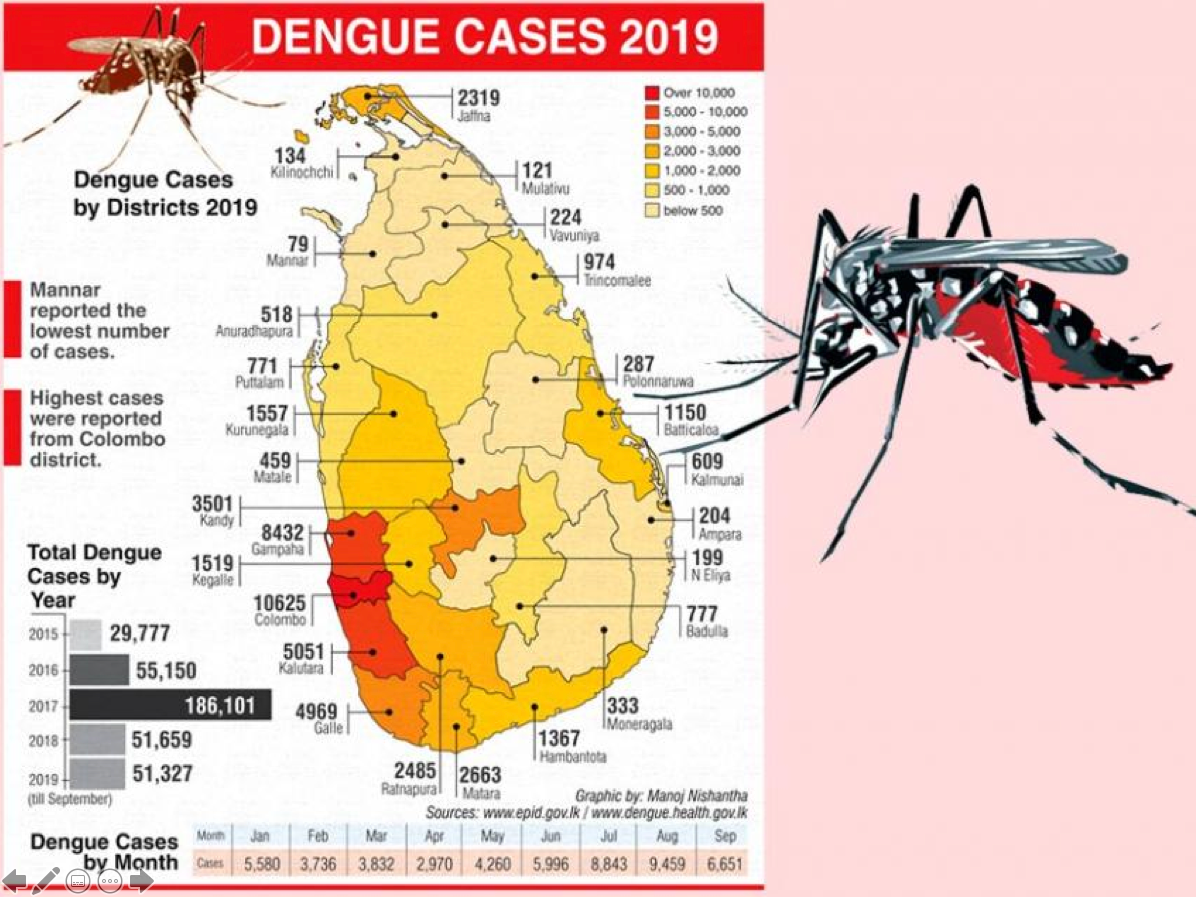 DENGUE CASES 2019
Over 10,000
5,000 - 10,000
3,000 - 5,000
2,000 - 3,000
1,000 - 2,000
500 - 1,000
below 500
Dengue Cases
by Districts 2019
2319
Jaffna
134
Kilinochchi
121
Mulativu
224
Vavuniya
79
Mannar
974
Trincomalee
Mannar
reported the
lowest number
of cases.
518
Anuradhapura
771
Puttalam
287
Polonnaruwa
Highest cases
were reported
from Colombo
district.
1557
Kurunegala
1150
Batticaloa
459
Matale
609
Kalmunai
3501
Kandy
204
Ampara
8432
Gampaha
1519
Kegalle
199
N Eliya
10625
Colombo
777
Badulla
5051
Kalutara
333
Moneragala
4969
Galle
1367
Hambantota
2485
Ratnapura
2663
Matara
Total Dengue
Cases by
Year
2015 29,777
2016 55,150
2017 186,101
2018 51,659
2019 51,327
(till September)
Graphic by: Manoj Nishantha
Sources: www.epid.gov.lk / www.dengue.health.gov.lk
Dengue Cases
by Month
Month Jan Feb Mar Apr May Jun Jul Aug Sep
Cases 5,580 3,736 3,832 2,970 4,260 5,996 8,843 9,459 6,651